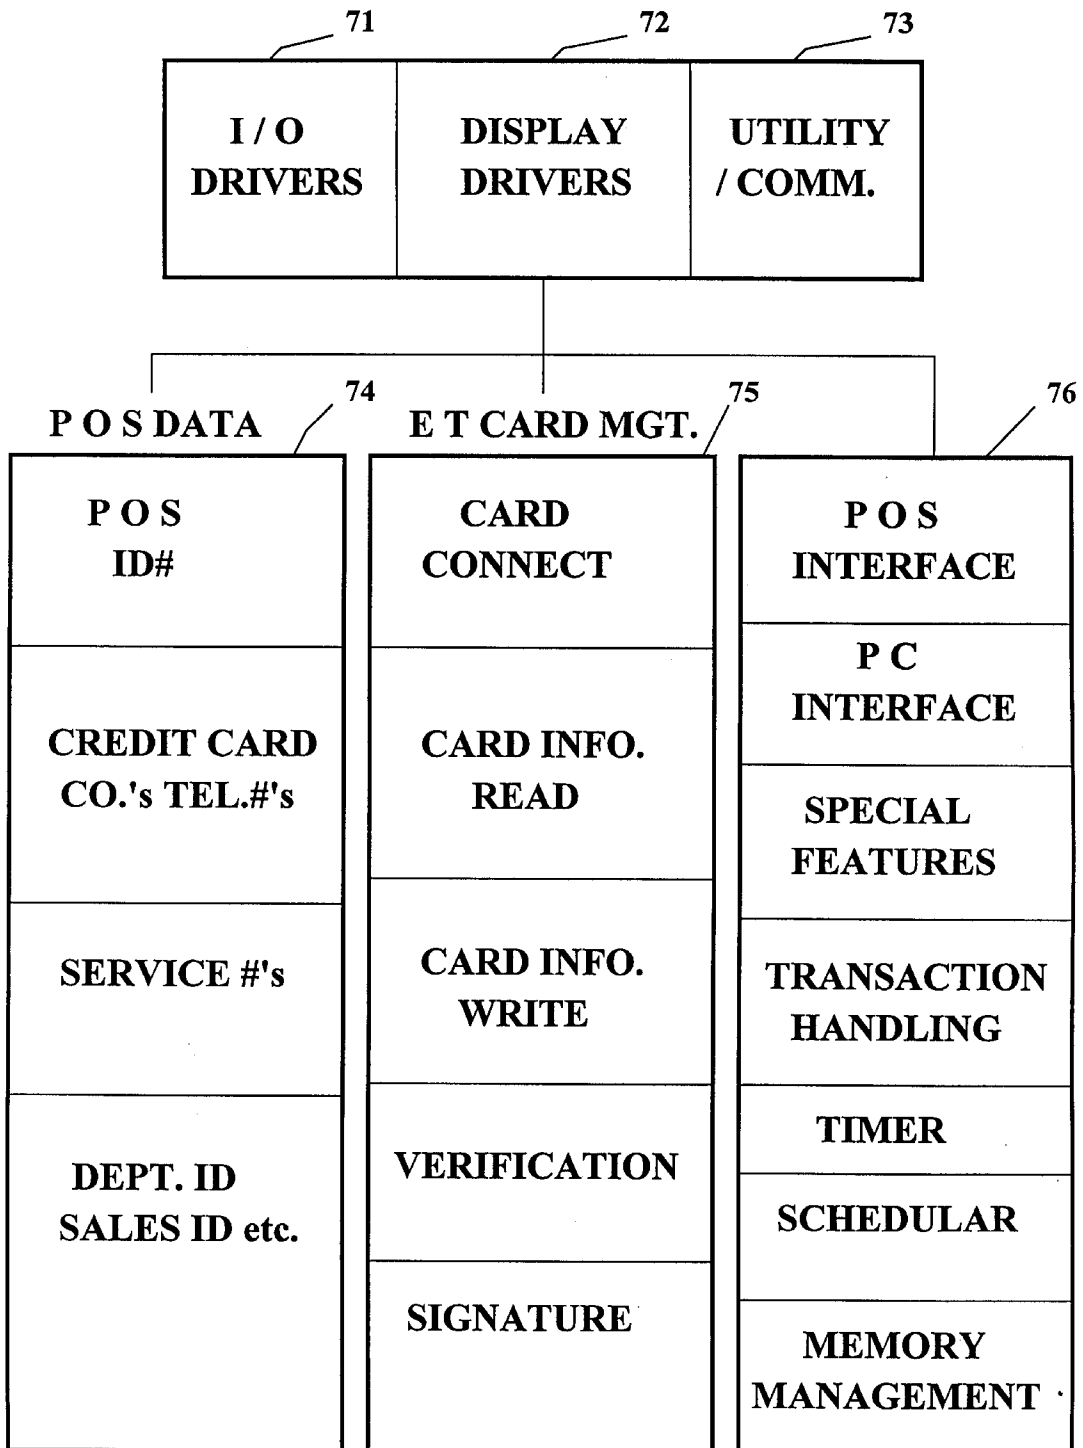 71
72
73
I / O
DRIVERS
DISPLAY
DRIVERS
UTILITY
/ COMM.
74
75
76
P O S DATA
E T CARD MGT.
P O S
ID#
CREDIT CARD
CO.'s TEL.#'s
SERVICE #'s
DEPT. ID
SALES ID etc.
CARD
CONNECT
CARD INFO.
READ
CARD INFO.
WRITE
VERIFICATION
SIGNATURE
P O S
INTERFACE
P C
INTERFACE
SPECIAL
FEATURES
TRANSACTION
HANDLING
TIMER
SCHEDULAR
MEMORY
MANAGEMENT